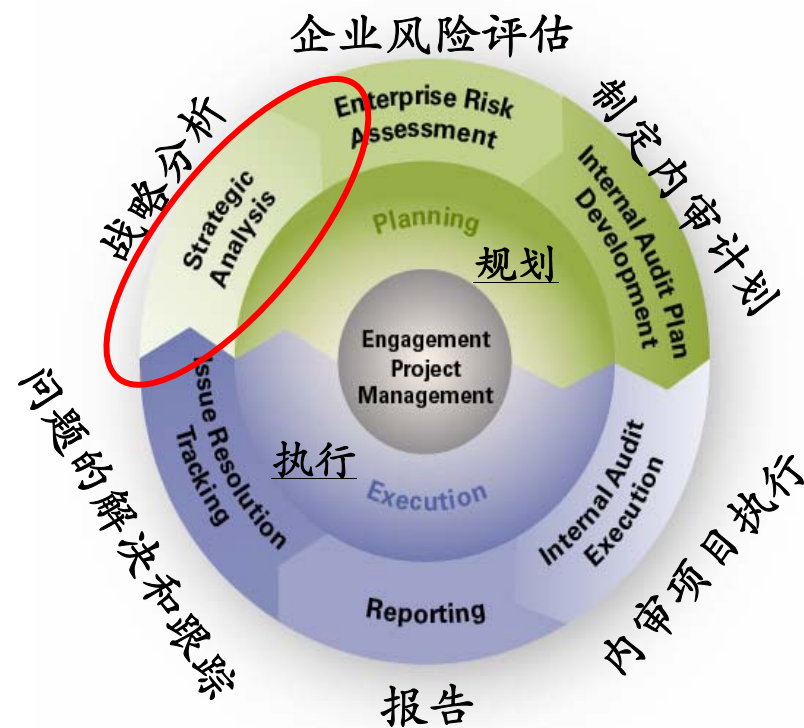 企业风险评估
Enterprise Risk
Assessment
战略分析
Strategic
Analysis
制定内审计划
Internal Audit Plan
Development
Planning
规划
Engagement
Project
Management
问题的解决和跟踪
Issue Resolution
Tracking
执行
Execution
Internal Audit
Execution
内审项目执行
Reporting
报告